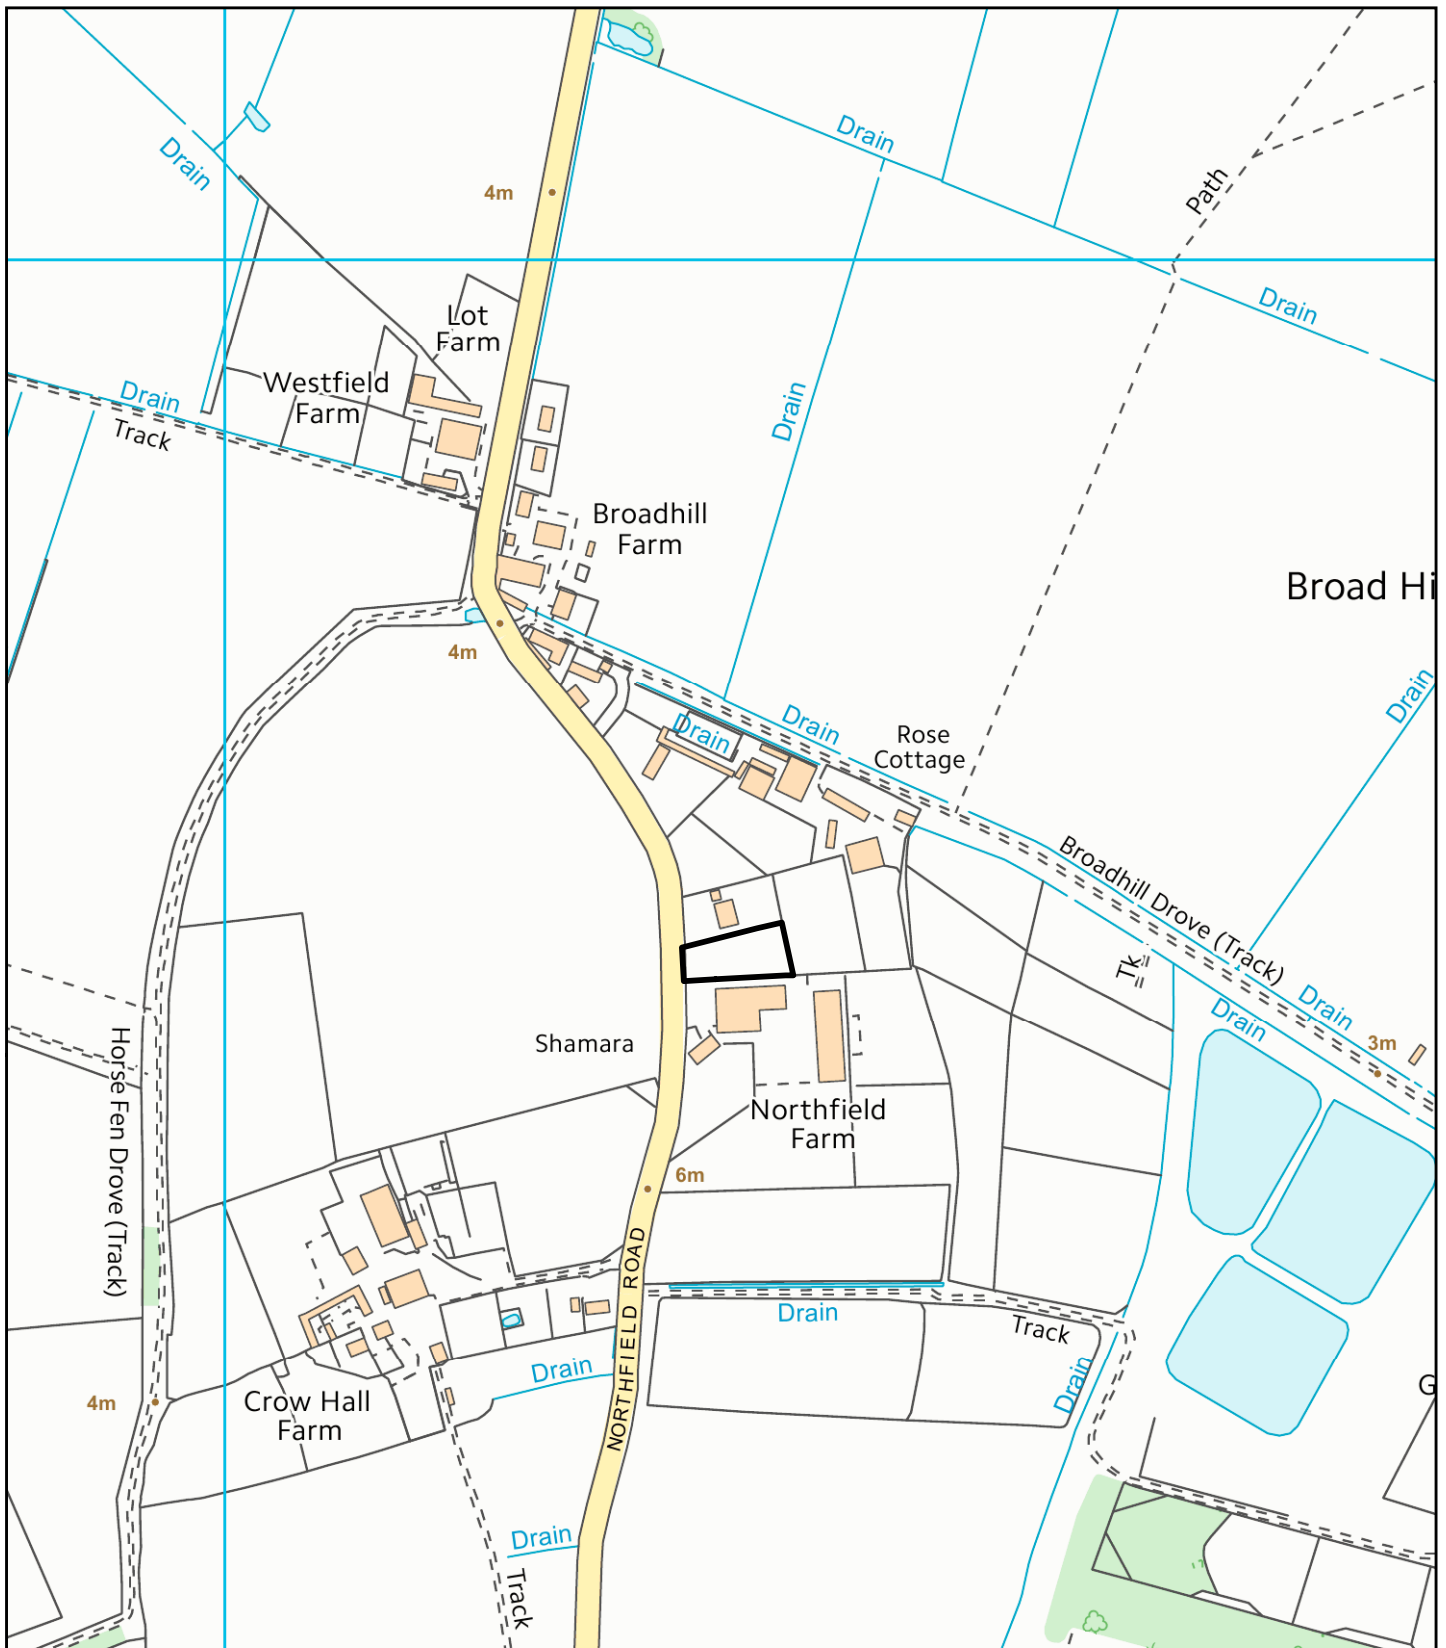 Drain
Drain
4m
Path
Drain
Lot
Farm
Westfield
Farm
Drain
Track
Drain
Broadhill
Farm
Broad Hi
4m
Drain
Drain
Drain
Rose
Cottage
Broadhill Drove (Track)
Tk
Drain
Drain
3m
Shamara
Horse Fen Drove (Track)
Northfield
Farm
6m
NORTHFIELD ROAD
Drain
Track
Drain
Drain
G
4m
Crow Hall
Farm
Drain
Track